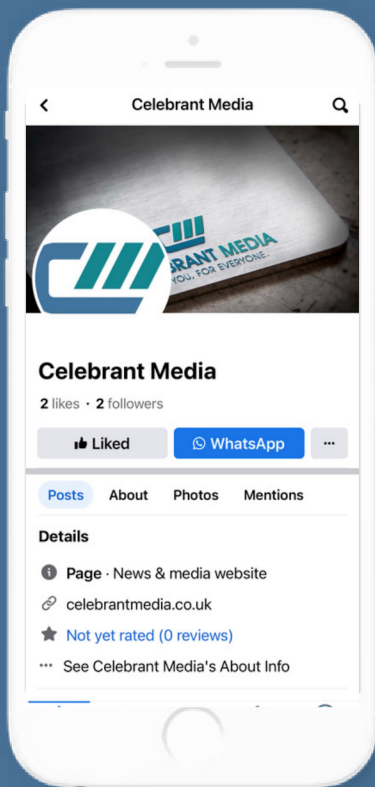 Celebrant Media
BRANT MEDIA
YOU, FOR EVERYONE.
Celebrant Media
2 likes · 2 followers
Liked
WhatsApp
Posts
About
Photos
Mentions
Details
Page · News & media website
celebrantmedia.co.uk
Not yet rated (0 reviews)
See Celebrant Media's About Info